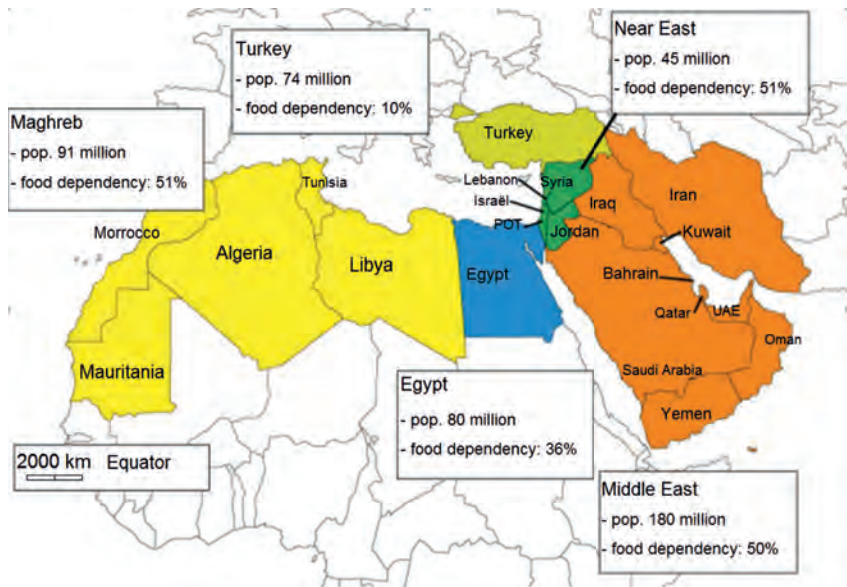 Near East
- pop. 45 million
- food dependency: 51%
Turkey
- pop. 74 million
- food dependency: 10%
Maghreb
- pop. 91 million
- food dependency: 51%
Turkey
Tunisia
Lebanon
Syria
Israël
Iraq
Iran
POT
Jordan
Morrocco
Kuwait
Algeria
Libya
Egypt
Bahrain
Qatar
UAE
Oman
Mauritania
Saudi Arabia
Yemen
Egypt
- pop. 80 million
- food dependency: 36%
2000 km Equator
Middle East
- pop. 180 million
- food dependency: 50%